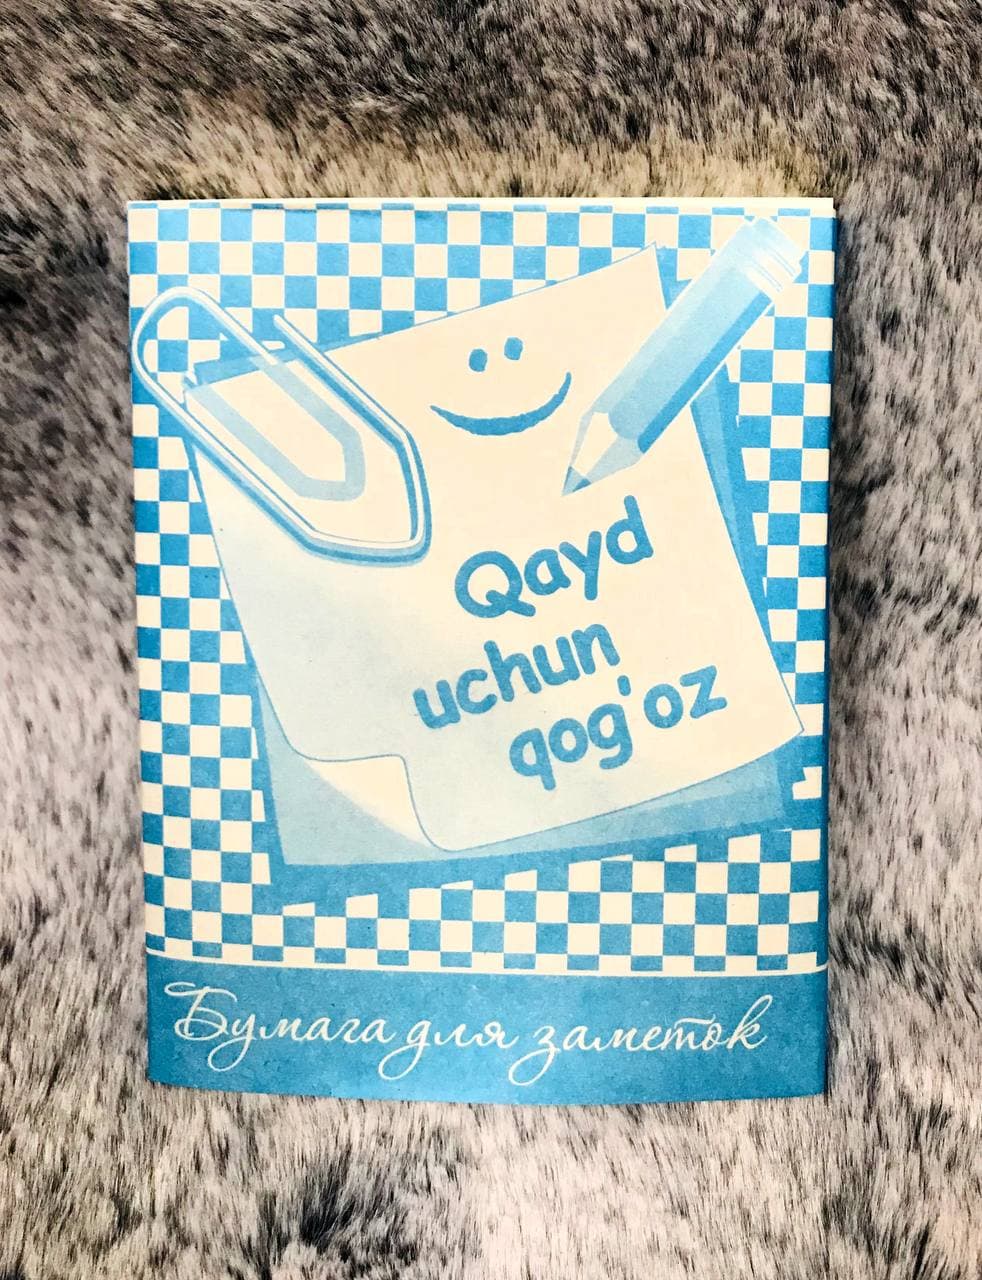 Qayd
uchun
qog'oz
Бумага для заметок